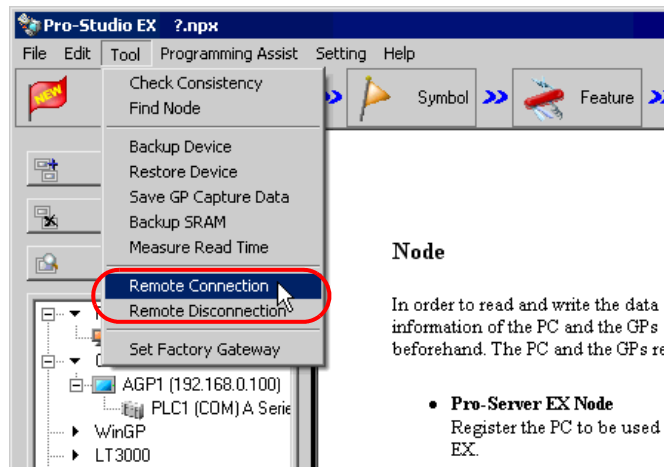 Pro-Studio EX ?.npx
File Edit Tool Programming Assist Setting Help
NEW
Symbol
Feature
Check Consistency
Find Node
Backup Device
Restore Device
Save GP Capture Data
Backup SRAM
Measure Read Time
Remote Connection
Remote Disconnection
Set Factory Gateway
AGP1 (192.168.0.100)
PLC1 (COM) A Serie
WinGP
LT3000
Node
In order to read and write the data
information of the PC and the GPs
beforehand. The PC and the GPs re
• Pro-Server EX Node
Register the PC to be used
EX.